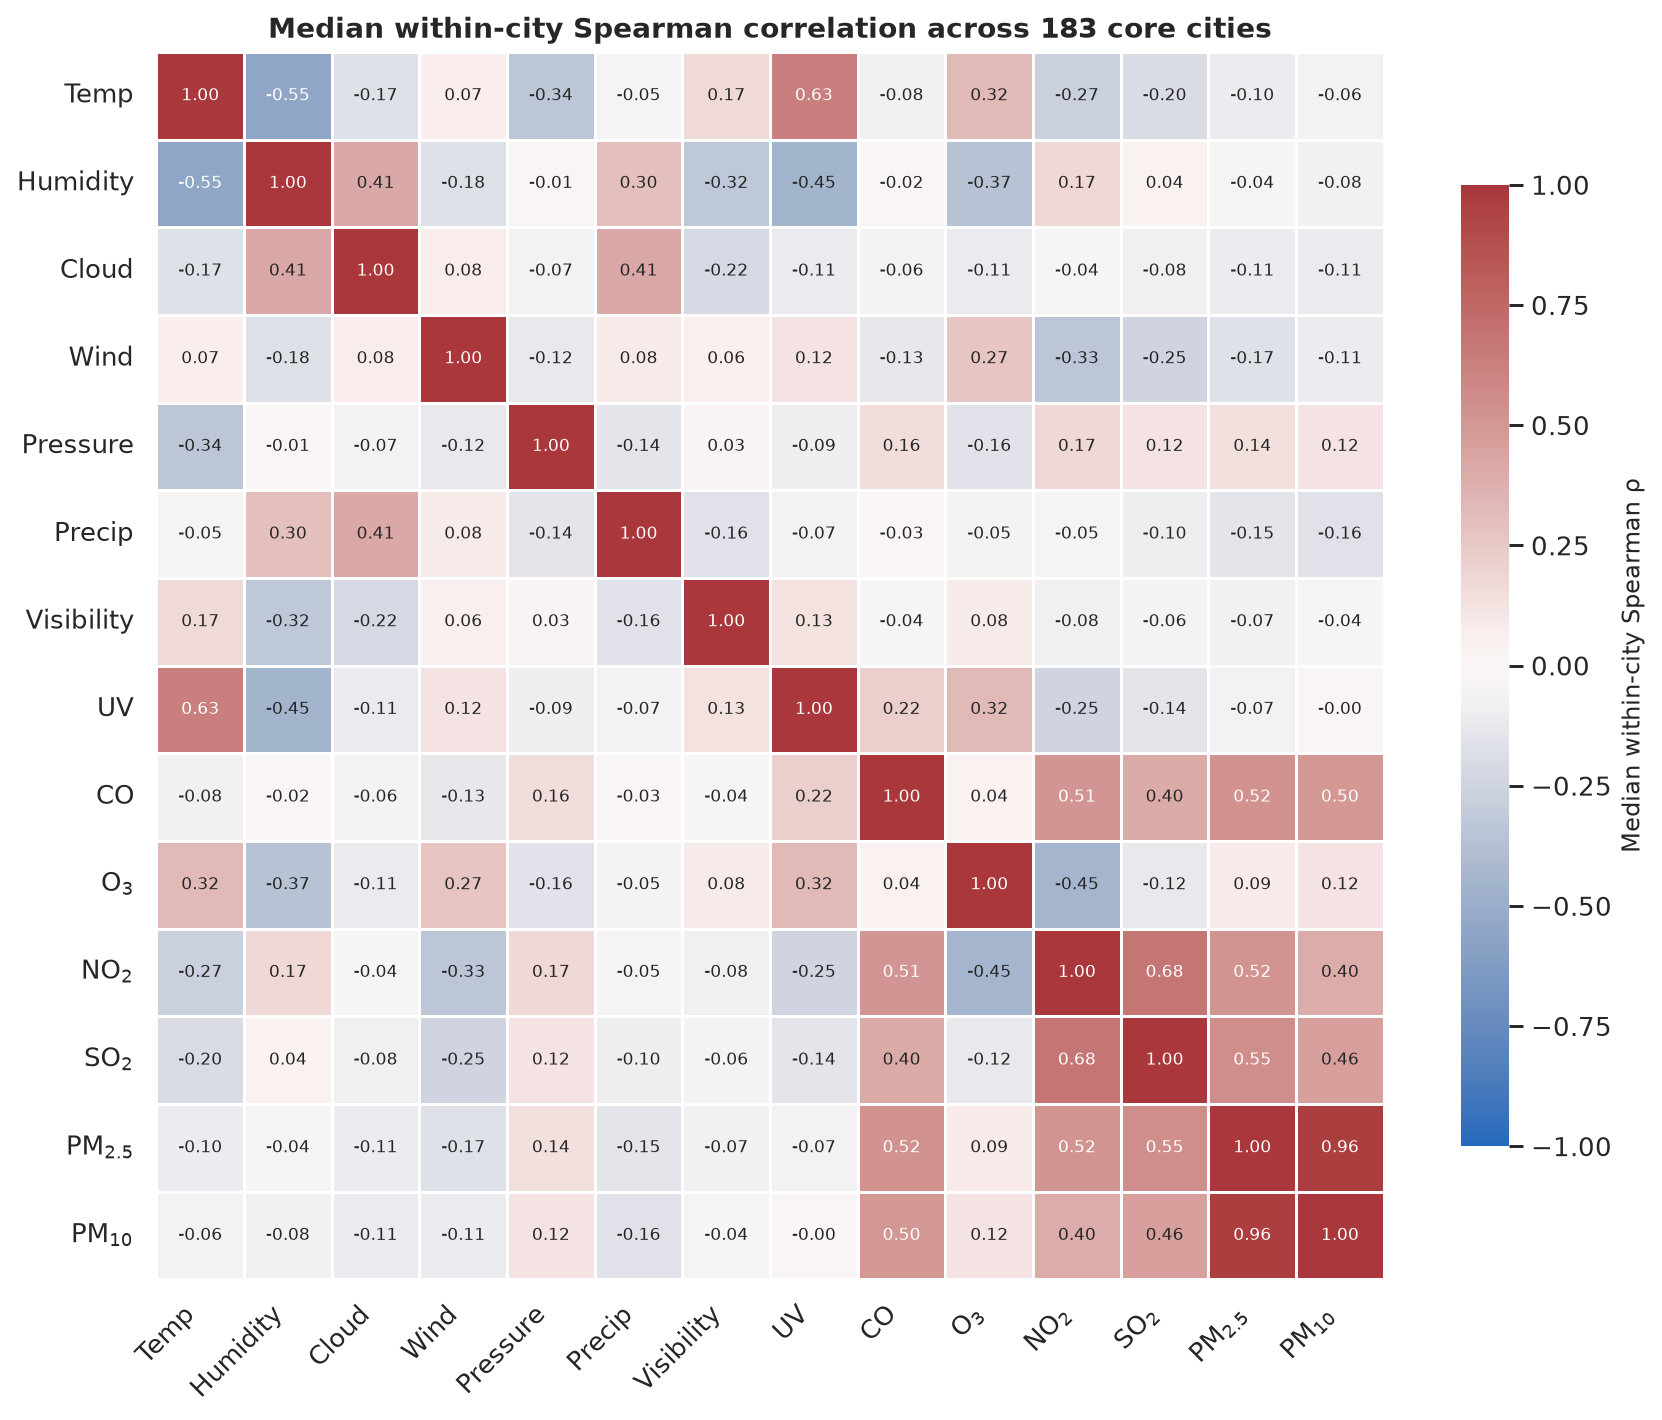 Median within-city Spearman correlation across 183 core cities
Temp 1.00 -0.55 -0.17 0.07 -0.34 -0.05 0.17 0.63 -0.08 0.32 -0.27 -0.20 -0.10 -0.06
Humidity -0.55 1.00 0.41 -0.18 -0.01 0.30 -0.32 -0.45 -0.02 -0.37 0.17 0.04 -0.04 -0.08
Cloud -0.17 0.41 1.00 0.08 -0.07 0.41 -0.22 -0.11 -0.06 -0.11 -0.04 -0.08 -0.11 -0.11
Wind 0.07 -0.18 0.08 1.00 -0.12 0.08 0.06 0.12 -0.13 0.27 -0.33 -0.25 -0.17 -0.11
Pressure -0.34 -0.01 -0.07 -0.12 1.00 -0.14 0.03 -0.09 0.16 -0.16 0.17 0.12 0.14 0.12
Precip -0.05 0.30 0.41 0.08 -0.14 1.00 -0.16 -0.07 -0.03 -0.05 -0.05 -0.10 -0.15 -0.16
Visibility 0.17 -0.32 -0.22 0.06 0.03 -0.16 1.00 0.13 -0.04 0.08 -0.08 -0.06 -0.07 -0.04
UV 0.63 -0.45 -0.11 0.12 -0.09 -0.07 0.13 1.00 0.22 0.32 -0.25 -0.14 -0.07 -0.00
CO -0.08 -0.02 -0.06 -0.13 0.16 -0.03 -0.04 0.22 1.00 0.04 0.51 0.40 0.52 0.50
O₃ 0.32 -0.37 -0.11 0.27 -0.16 -0.05 0.08 0.32 0.04 1.00 -0.45 -0.12 0.09 0.12
NO₂ -0.27 0.17 -0.04 -0.33 0.17 -0.05 -0.08 -0.25 0.51 -0.45 1.00 0.68 0.52 0.40
SO₂ -0.20 0.04 -0.08 -0.25 0.12 -0.10 -0.06 -0.14 0.40 -0.12 0.68 1.00 0.55 0.46
PM₂.₅ -0.10 -0.04 -0.11 -0.17 0.14 -0.15 -0.07 -0.07 0.52 0.09 0.52 0.55 1.00 0.96
PM₁₀ -0.06 -0.08 -0.11 -0.11 0.12 -0.16 -0.04 -0.00 0.50 0.12 0.40 0.46 0.96 1.00
Temp Humidity Cloud Wind Pressure Precip Visibility UV CO O₃ NO₂ SO₂ PM₂.₅ PM₁₀
1.00
0.75
0.50
0.25
0.00
−0.25
−0.50
−0.75
−1.00
Median within-city Spearman ρ